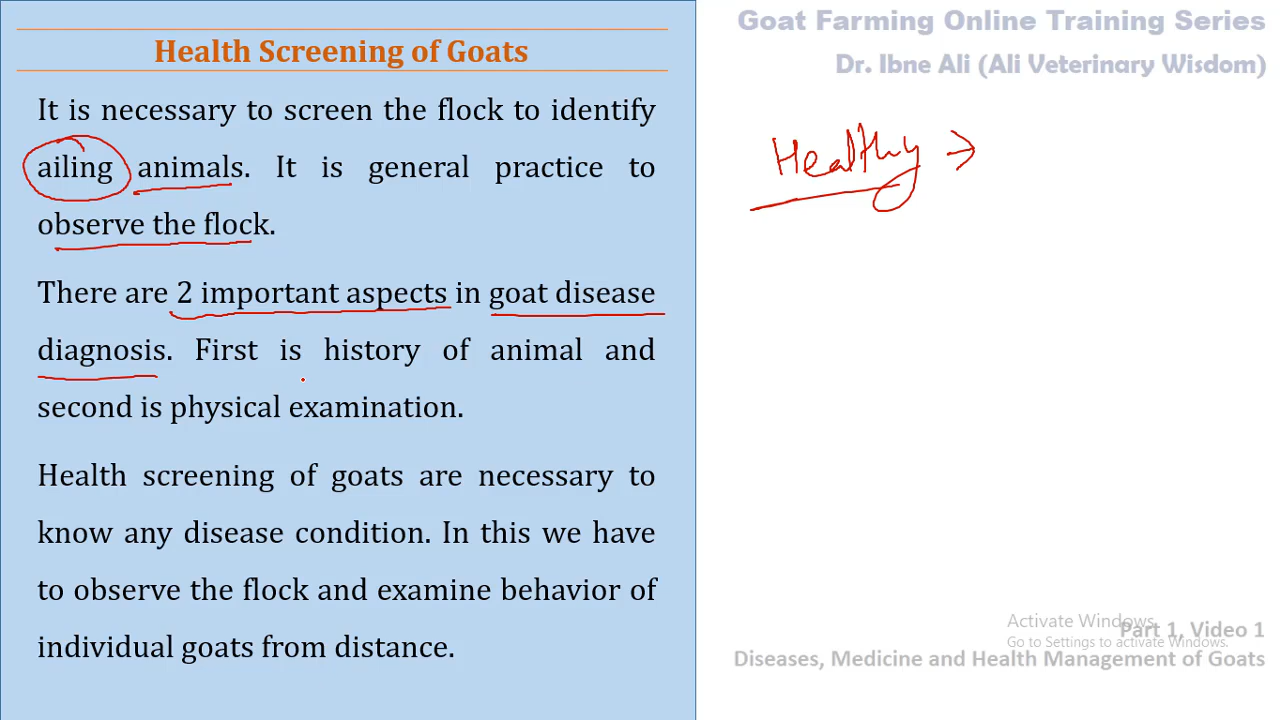 Health Screening of Goats
It is necessary to screen the flock to identify
ailing animals. It is general practice to
observe the flock.
There are 2 important aspects in goat disease
diagnosis. First is history of animal and
second is physical examination.
Health screening of goats are necessary to
know any disease condition. In this we have
to observe the flock and examine behavior of
individual goats from distance.
Goat Farming Online Training Series
Dr. Ibne Ali (Ali Veterinary Wisdom)
Healthy →
Activate Windows
Part 1, Video 1
Go to Settings to activate Windows.
Diseases, Medicine and Health Management of Goats